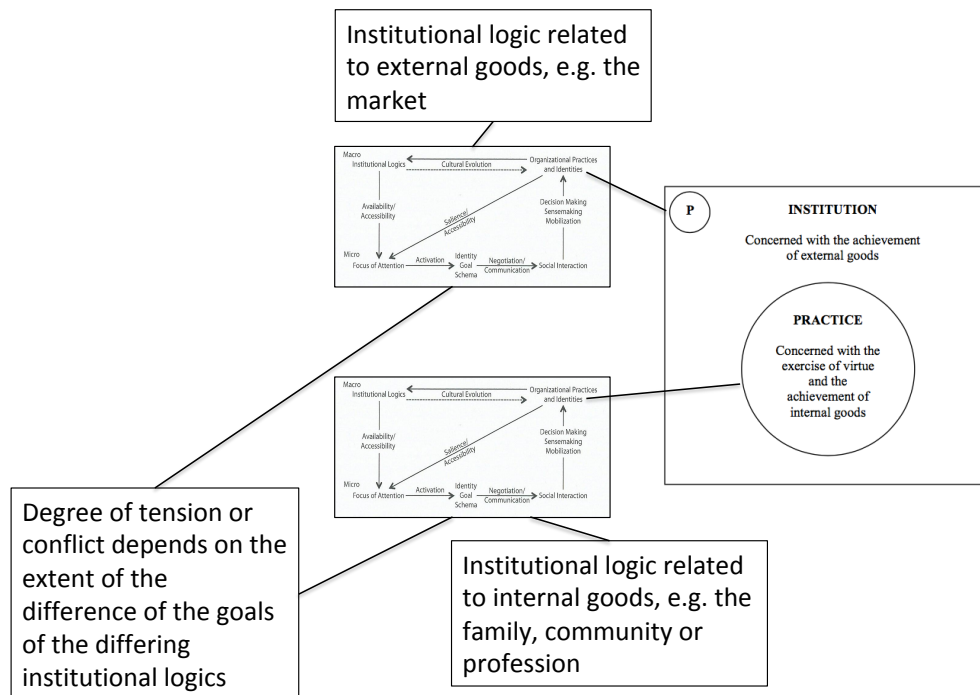 Institutional logic related
to external goods, e.g. the
market
Macro
Institutional Logics
Cultural Evolution
Organizational Practices
and Identities
Availability/
Accessibility
Salience/
Accessibility
Decision Making
Sensemaking
Mobilization
Micro
Focus of Attention
Activation
Identity
Goal
Schema
Negotiation/
Communication
Social Interaction
P
INSTITUTION
Concerned with the achievement
of external goods
PRACTICE
Concerned with the
exercise of virtue
and the
achievement of
internal goods
Macro
Institutional Logics
Cultural Evolution
Organizational Practices
and Identities
Availability/
Accessibility
Salience/
Accessibility
Decision Making
Sensemaking
Mobilization
Micro
Focus of Attention
Activation
Identity
Goal
Schema
Negotiation/
Communication
Social Interaction
Degree of tension or
conflict depends on the
extent of the
difference of the goals
of the differing
institutional logics
Institutional logic related
to internal goods, e.g. the
family, community or
profession